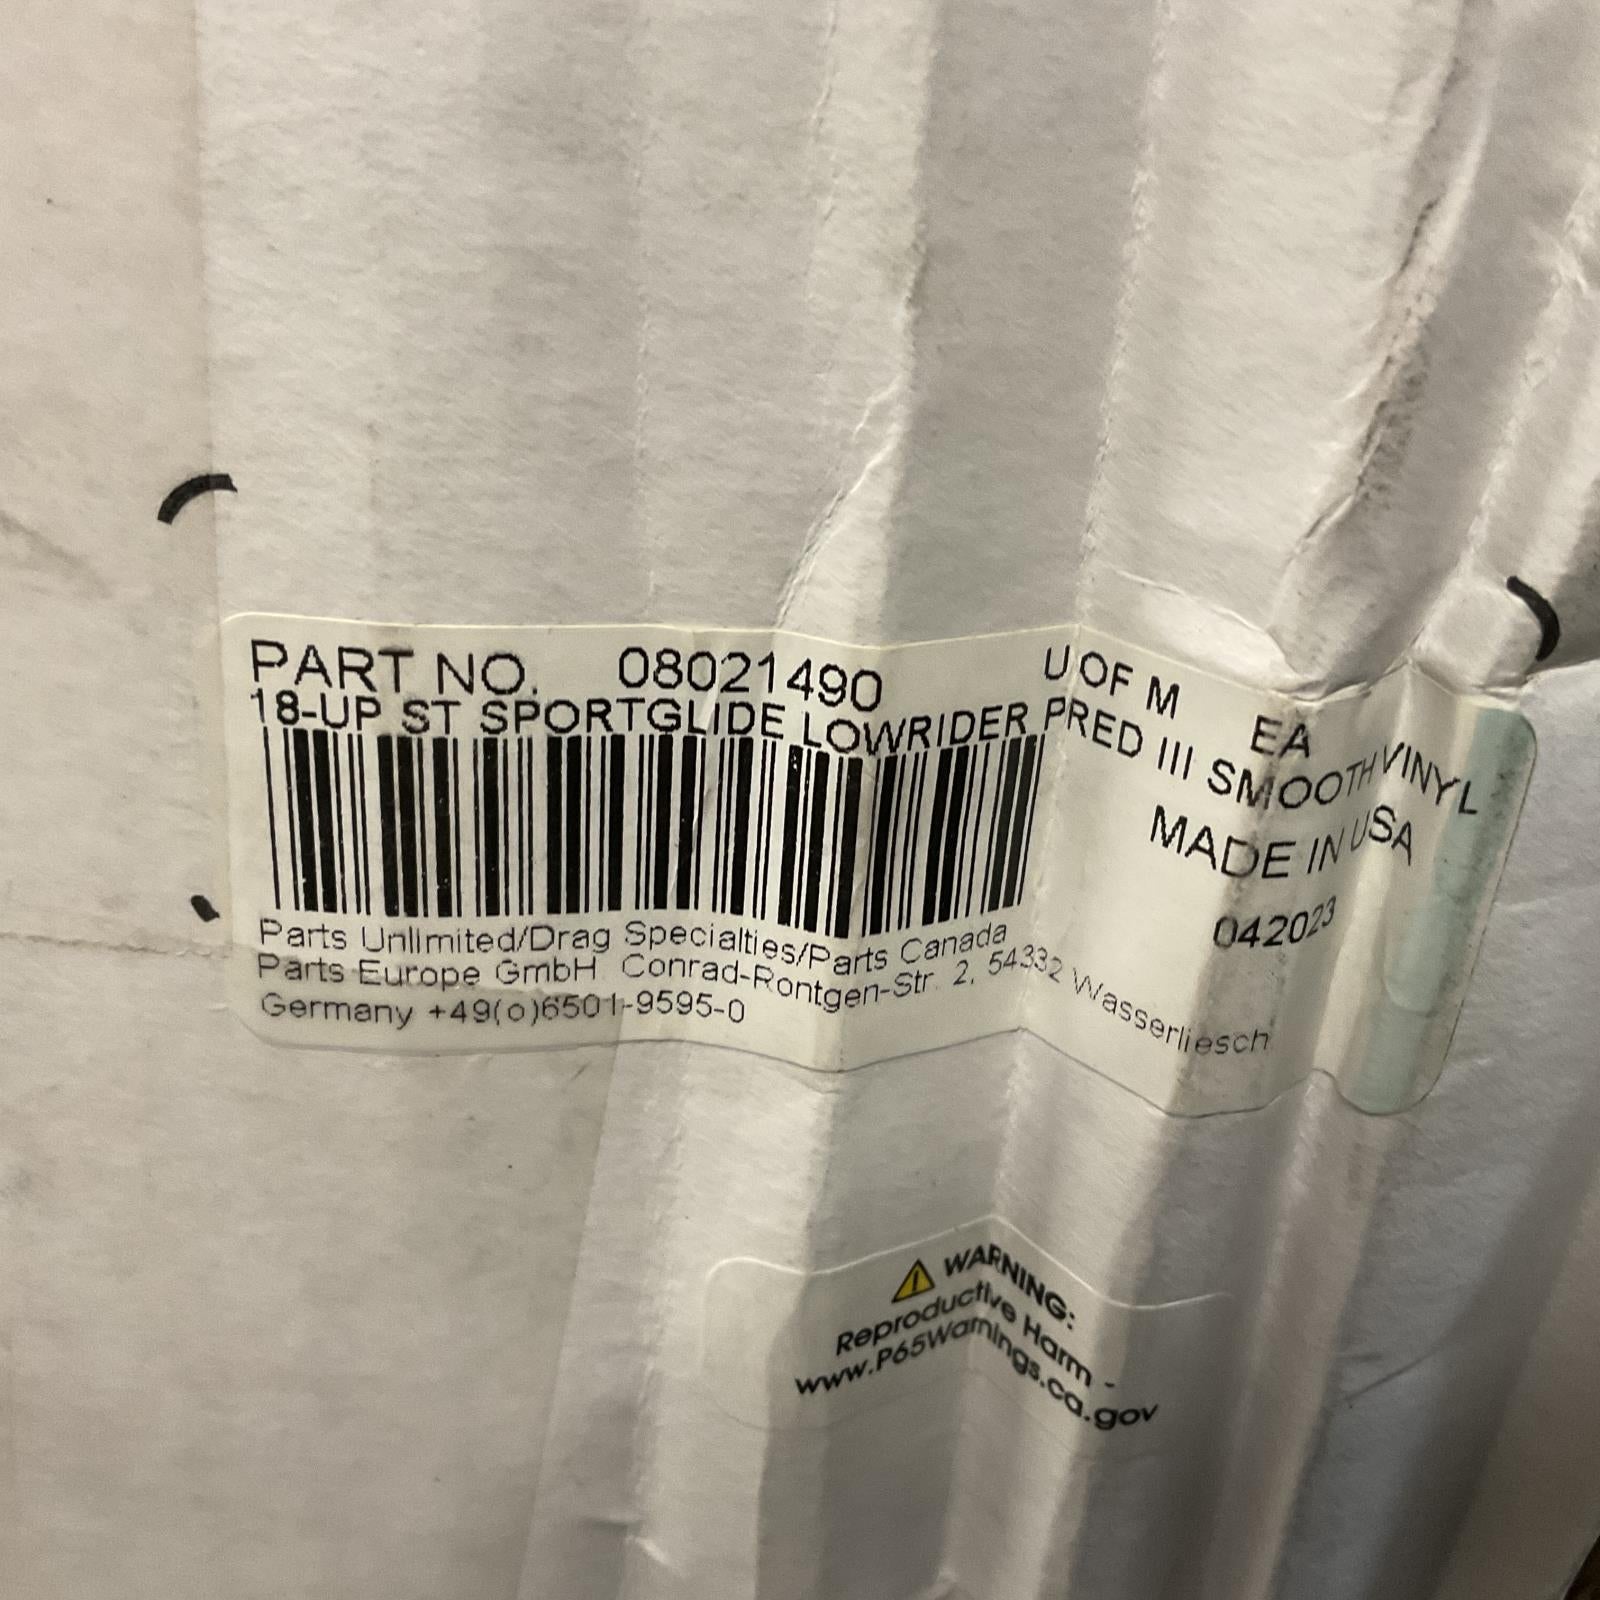 PART NO. 08021490 U OF M EA
18-UP ST SPORTGLIDE LOWRIDER PRED III SMOOTH VINYL
MADE IN USA
042023
Parts Unlimited/Drag Specialties/Parts Canada
Parts Europe GmbH Conrad-Rontgen-Str. 2, 54332 Wasserliesch
Germany +49(o)6501-9595-0
WARNING:
Reproductive Harm -
www.P65Warnings.ca.gov